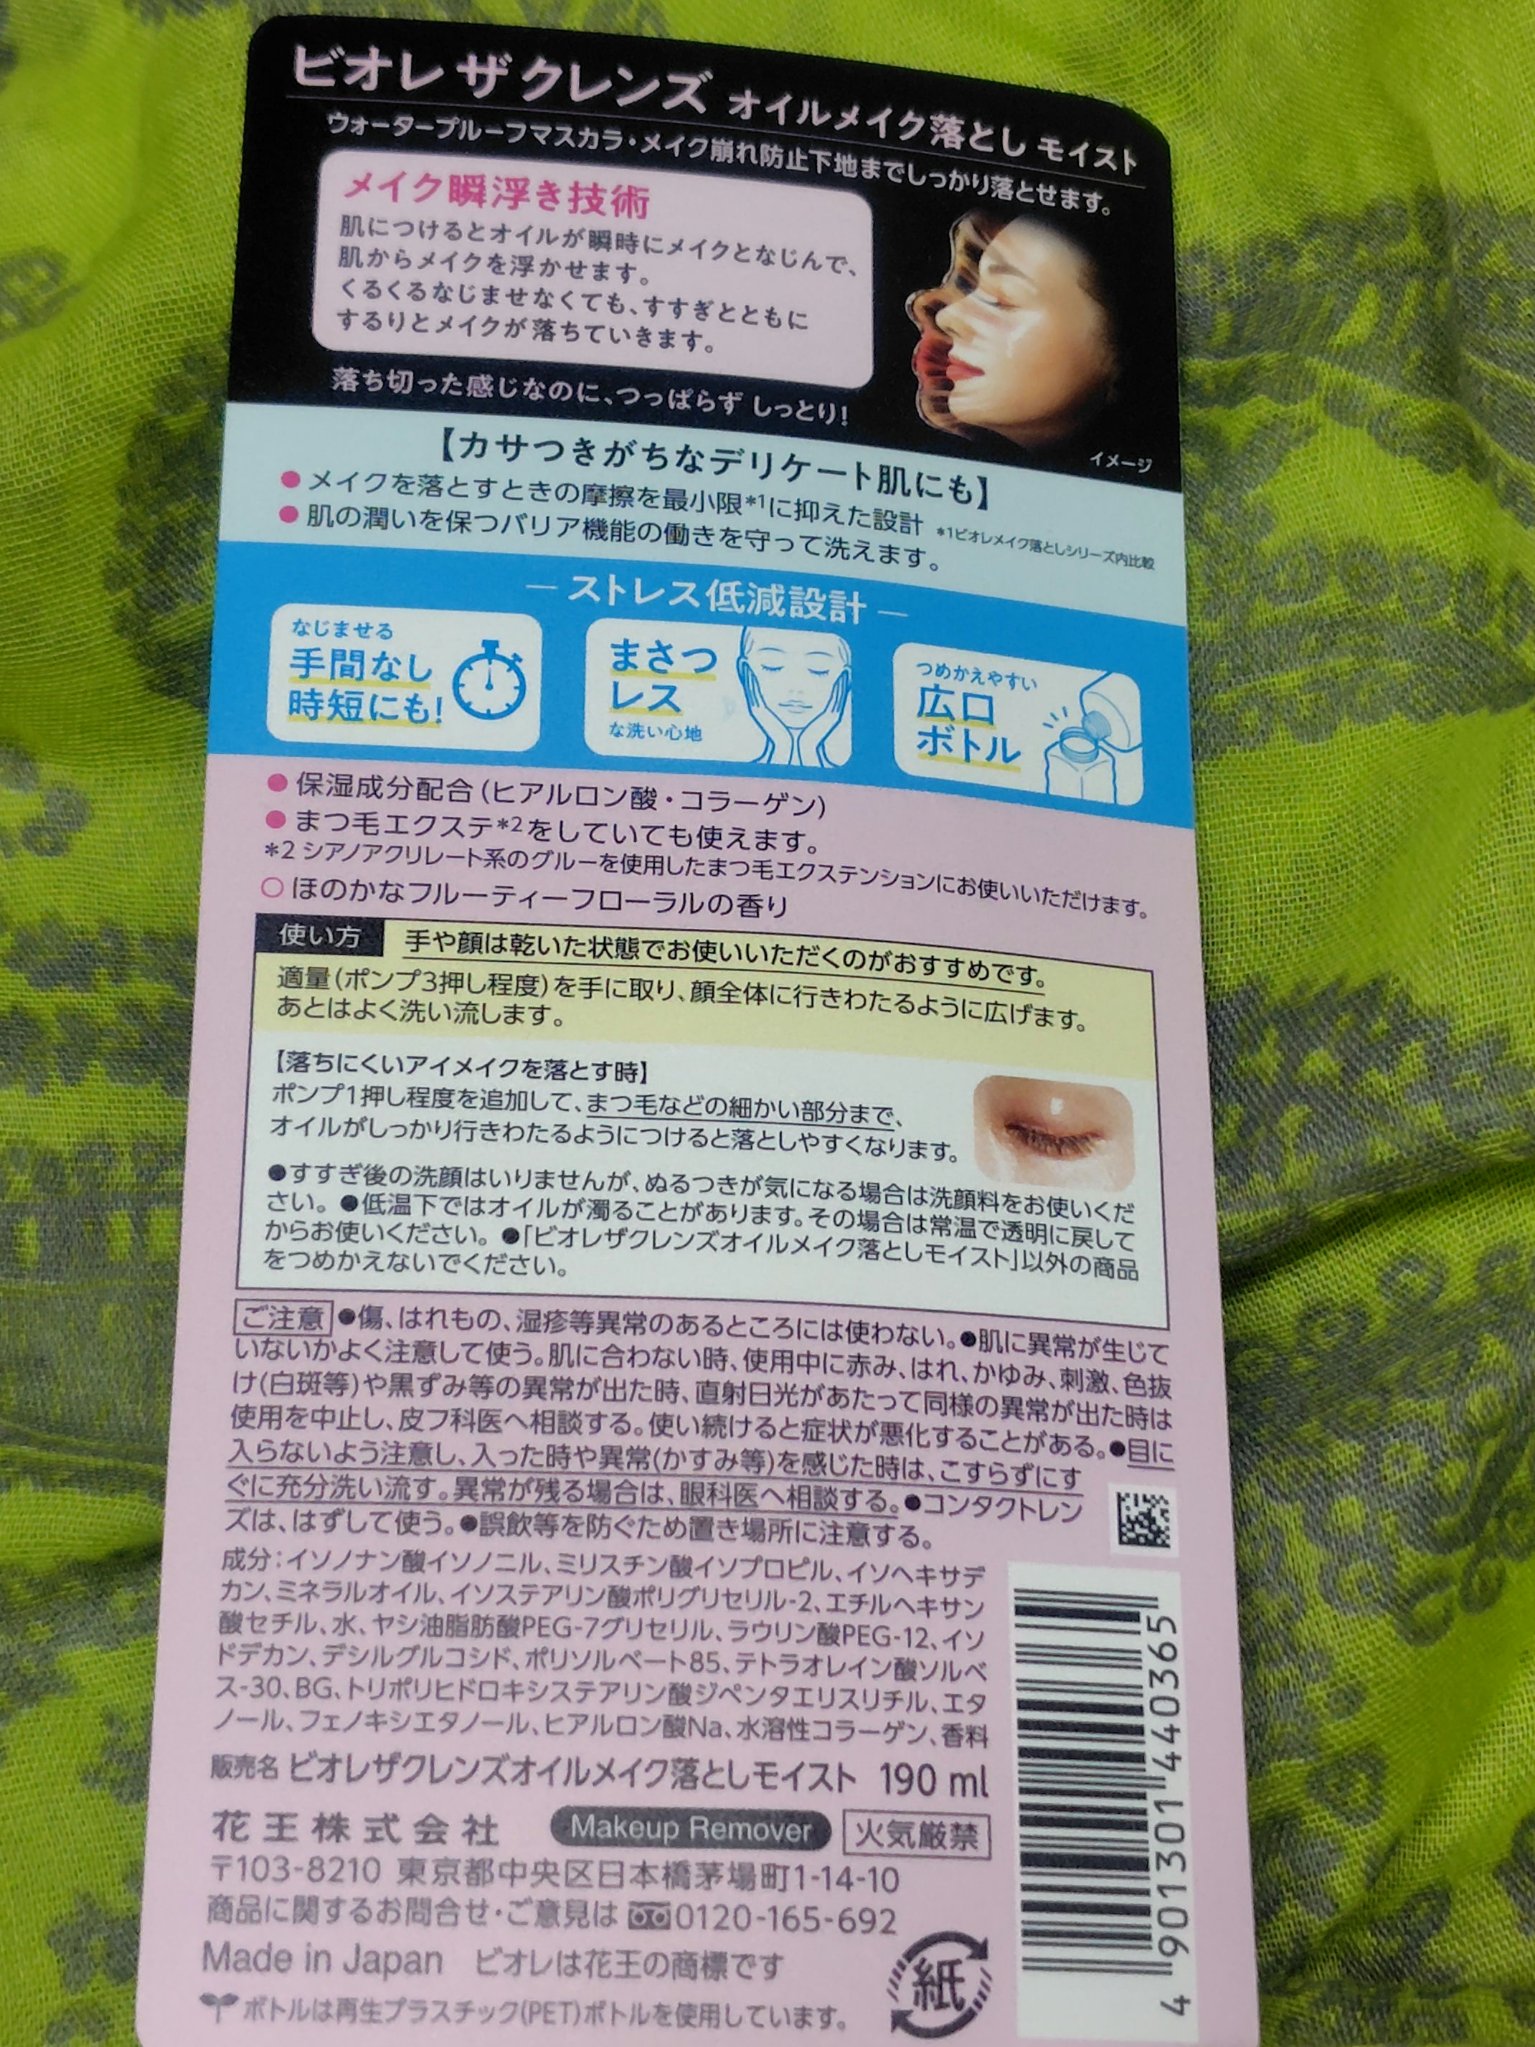 ビオレ ザ クレンズ オイルメイク落とし モイスト
ウォータープルーフマスカラ・メイク崩れ防止下地までしっかり落とせます。
メイク瞬浮き技術
肌につけるとオイルが瞬時にメイクとなじんで、
肌からメイクを浮かせます。
くるくるなじませなくても、すすぎとともに
するりとメイクが落ちていきます。
落ち切った感じなのに、つっぱらず しっとり!
イメージ
【カサつきがちなデリケート肌にも】
●メイクを落とすときの摩擦を最小限*1に抑えた設計
●肌の潤いを保つバリア機能の働きを守って洗えます。
*1ビオレメイク落としシリーズ内比較
— ストレス低減設計 —
なじませる
手間なし
時短にも!
まさつ
レス
な洗い心地
つめかえやすい
広口
ボトル
●保湿成分配合(ヒアルロン酸・コラーゲン)
●まつ毛エクステ*2をしていても使えます。
*2 シアノアクリレート系のグルーを使用したまつ毛エクステンションにお使いいただけます。
○ほのかなフルーティーフローラルの香り
使い方 手や顔は乾いた状態でお使いいただくのがおすすめです。
適量(ポンプ3押し程度)を手に取り、顔全体に行きわたるように広げます。
あとはよく洗い流します。
【落ちにくいアイメイクを落とす時】
ポンプ1押し程度を追加して、まつ毛などの細かい部分まで、
オイルがしっかり行きわたるようにつけると落としやすくなります。
●すすぎ後の洗顔はいりませんが、ぬるつきが気になる場合は洗顔料をお使いくだ
さい。●低温下ではオイルが濁ることがあります。その場合は常温で透明に戻して
からお使いください。●「ビオレザクレンズオイルメイク落としモイスト」以外の商品
をつめかえないでください。
ご注意 ●傷、はれもの、湿疹等異常のあるところには使わない。●肌に異常が生じて
いないかよく注意して使う。肌に合わない時、使用中に赤み、はれ、かゆみ、刺激、色抜
け(白斑等)や黒ずみ等の異常が出た時、直射日光があたって同様の異常が出た時は
使用を中止し、皮フ科医へ相談する。使い続けると症状が悪化することがある。●目に
入らないよう注意し、入った時や異常(かすみ等)を感じた時は、こすらずにす
ぐに充分洗い流す。異常が残る場合は、眼科医へ相談する。●コンタクトレン
ズは、はずして使う。●誤飲等を防ぐため置き場所に注意する。
成分:イソノナン酸イソノニル、ミリスチン酸イソプロピル、イソヘキサデ
カン、ミネラルオイル、イソステアリン酸ポリグリセリル-2、エチルヘキサン
酸セチル、水、ヤシ油脂肪酸PEG-7グリセリル、ラウリン酸PEG-12、イソ
ドデカン、デシルグルコシド、ポリソルベート85、テトラオレイン酸ソルベ
ス-30、BG、トリポリヒドロキシステアリン酸ジペンタエリスリチル、エタ
ノール、フェノキシエタノール、ヒアルロン酸Na、水溶性コラーゲン、香料
販売名 ビオレザクレンズオイルメイク落としモイスト 190 ml
花王株式会社 Makeup Remover 火気厳禁
〒103-8210 東京都中央区日本橋茅場町1-14-10
商品に関するお問合せ・ご意見は 0120-165-692
Made in Japan ビオレは花王の商標です
ボトルは再生プラスチック(PET)ボトルを使用しています。
紙
4 901301 440365